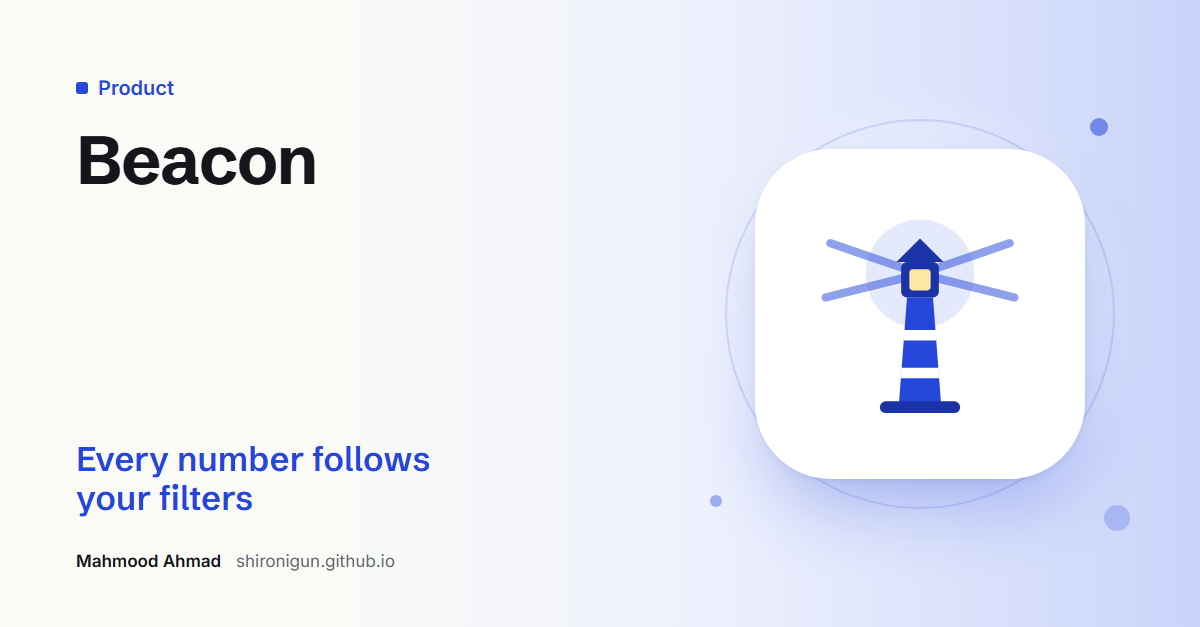 Product
Beacon
Every number follows
your filters
Mahmood Ahmad shironigun.github.io